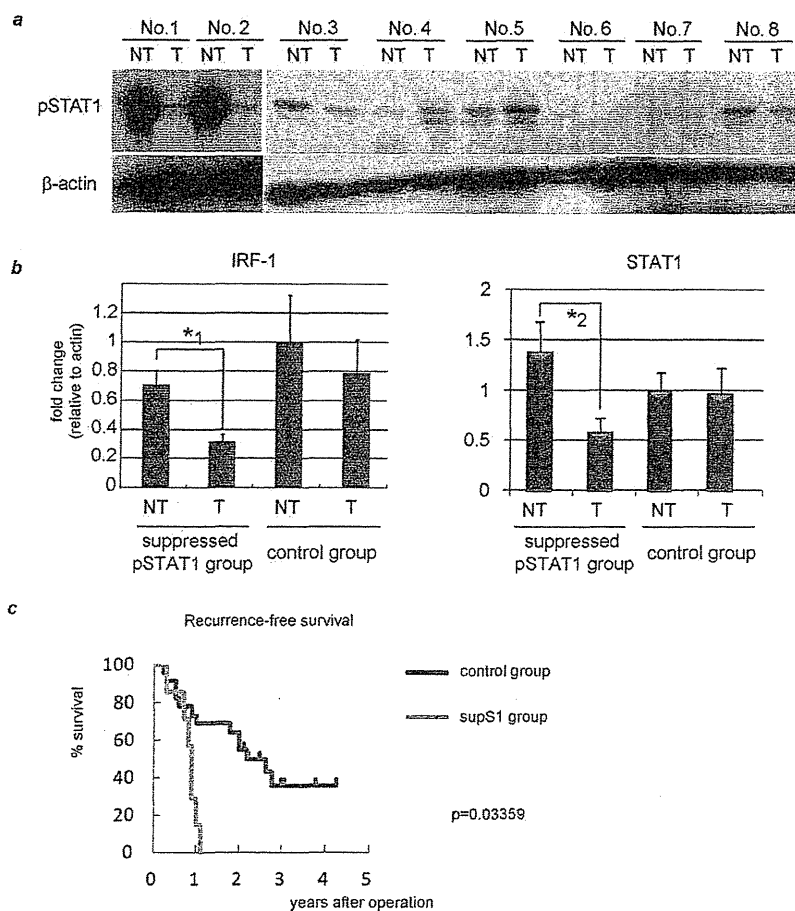 a
No.1 No.2 No.3 No.4 No.5 No.6 No.7 No.8
NT T NT T NT T NT T NT T NT T NT T NT T
pSTAT1
β-actin
b
IRF-1
fold change
(relative to actin)
1.2
1
0.8
0.6
0.4
0.2
0
*1
NT T NT T
suppressed
pSTAT1 group
control group
STAT1
2
1.5
1
0.5
0
*2
NT T NT T
suppressed
pSTAT1 group
control group
c
Recurrence-free survival
% survival
100
80
60
40
20
0
0 1 2 3 4 5
years after operation
control group
supS1 group
p=0.03359